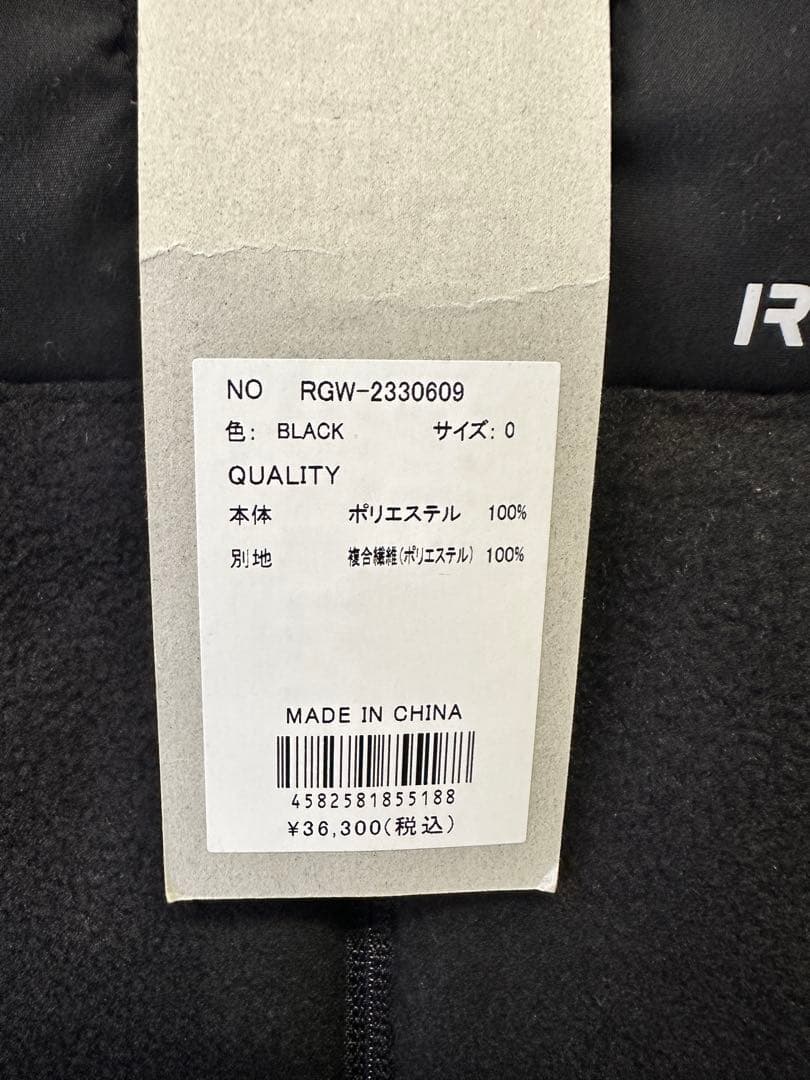 R
NO RGW-2330609
色: BLACK サイズ: 0
QUALITY
本体 ポリエステル 100%
別地 複合繊維(ポリエステル) 100%
MADE IN CHINA
4582581855188
¥36,300(税込)